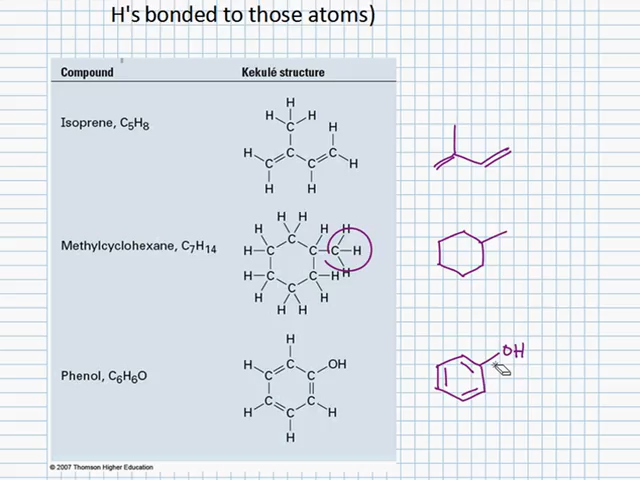 H's bonded to those atoms)
Compound Kekulé structure
Isoprene, C5H8
H
H C H
H C C C H
C H
H H
Methylcyclohexane, C7H14
H H
H C H H
H C C C H
H C C H H
H C H
H H
Phenol, C6H6O
H
H C OH
C C
C C
H C H
H
OH
© 2007 Thomson Higher Education